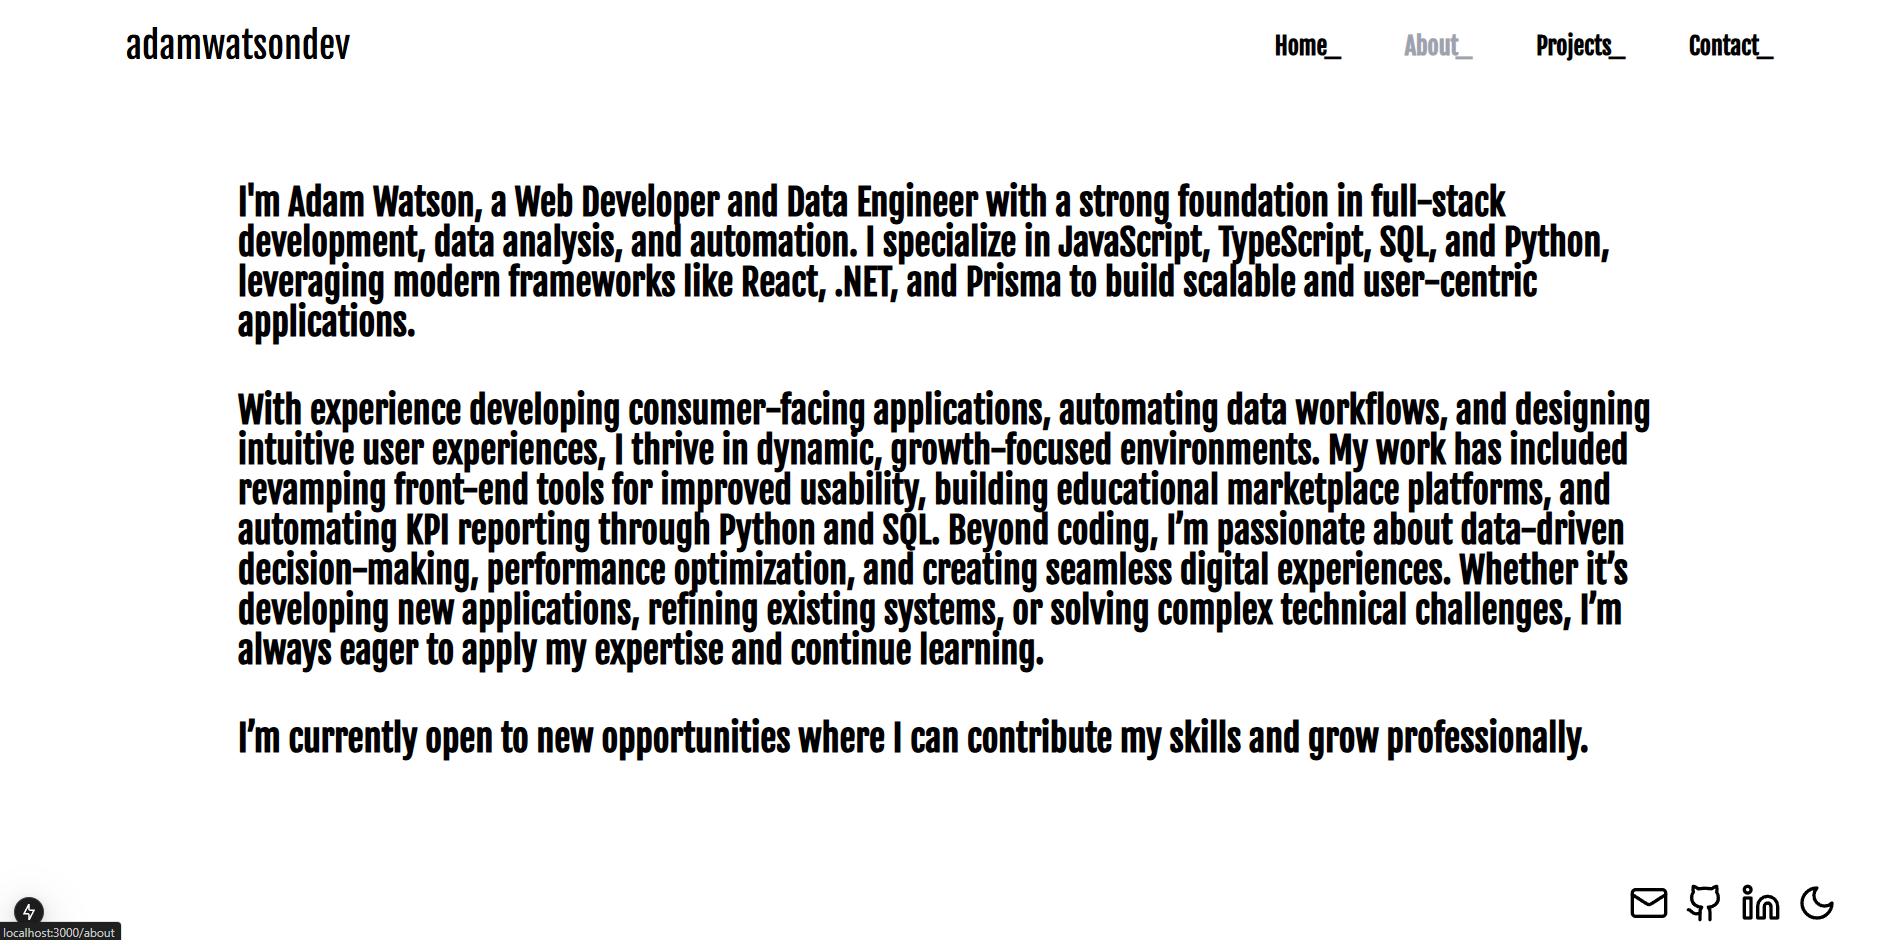 adamwatsondev
Home_ About_ Projects_ Contact_
I'm Adam Watson, a Web Developer and Data Engineer with a strong foundation in full-stack
development, data analysis, and automation. I specialize in JavaScript, TypeScript, SQL, and Python,
leveraging modern frameworks like React, .NET, and Prisma to build scalable and user-centric
applications.
With experience developing consumer-facing applications, automating data workflows, and designing
intuitive user experiences, I thrive in dynamic, growth-focused environments. My work has included
revamping front-end tools for improved usability, building educational marketplace platforms, and
automating KPI reporting through Python and SQL. Beyond coding, I’m passionate about data-driven
decision-making, performance optimization, and creating seamless digital experiences. Whether it’s
developing new applications, refining existing systems, or solving complex technical challenges, I’m
always eager to apply my expertise and continue learning.
I’m currently open to new opportunities where I can contribute my skills and grow professionally.
localhost:3000/about